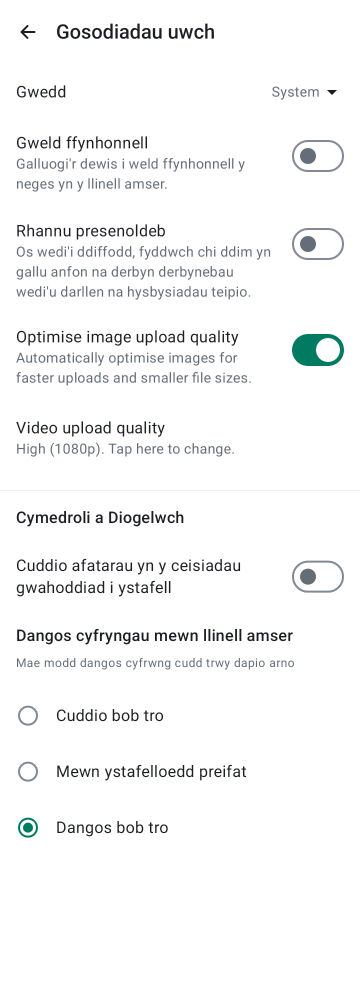 Gosodiadau uwch
Gwedd
System
Gweld ffynhonnell
Galluogi'r dewis i weld ffynhonnell y
neges yn y llinell amser.
Rhannu presenoldeb
Os wedi'i ddiffodd, fyddwch chi ddim yn
gallu anfon na derbyn derbynebau
wedi'u darllen na hysbysiadau teipio.
Optimise image upload quality
Automatically optimise images for
faster uploads and smaller file sizes.
Video upload quality
High (1080p). Tap here to change.
Cymedroli a Diogelwch
Cuddio afatarau yn y ceisiadau
gwahoddiad i ystafell
Dangos cyfryngau mewn llinell amser
Mae modd dangos cyfrwng cudd trwy dapio arno
Cuddio bob tro
Mewn ystafelloedd preifat
Dangos bob tro